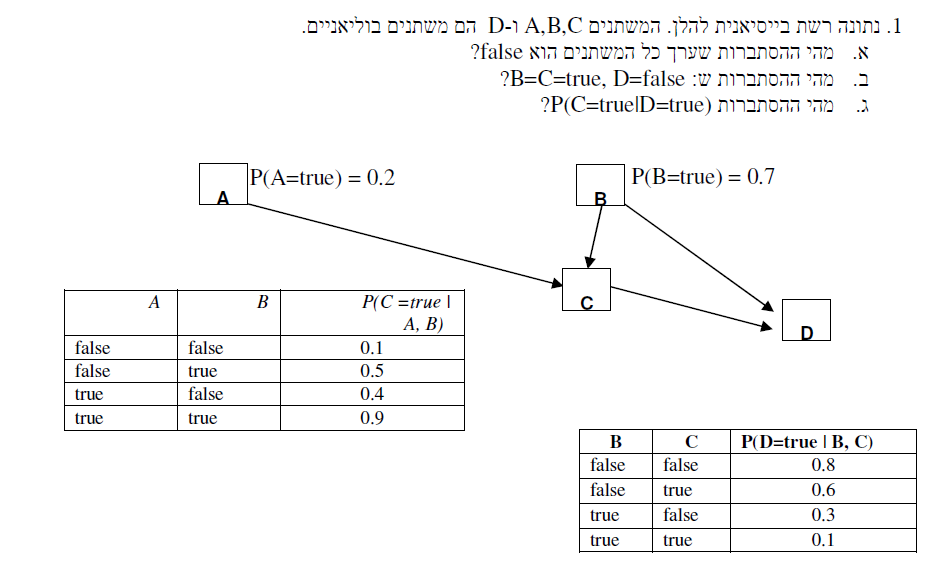 1. נתונה רשת בייסיאנית להלן. המשתנים A,B,C ו-D הם משתנים בוליאניים.
א. מהי ההסתברות שערך כל המשתנים הוא false?
ב. מהי ההסתברות ש: B=C=true, D=false?
ג. מהי ההסתברות P(C=true|D=true)?
A P(A=true) = 0.2
B P(B=true) = 0.7
C
D
A B P(C =true |
A, B)
false false 0.1
false true 0.5
true false 0.4
true true 0.9
B C P(D=true | B, C)
false false 0.8
false true 0.6
true false 0.3
true true 0.1